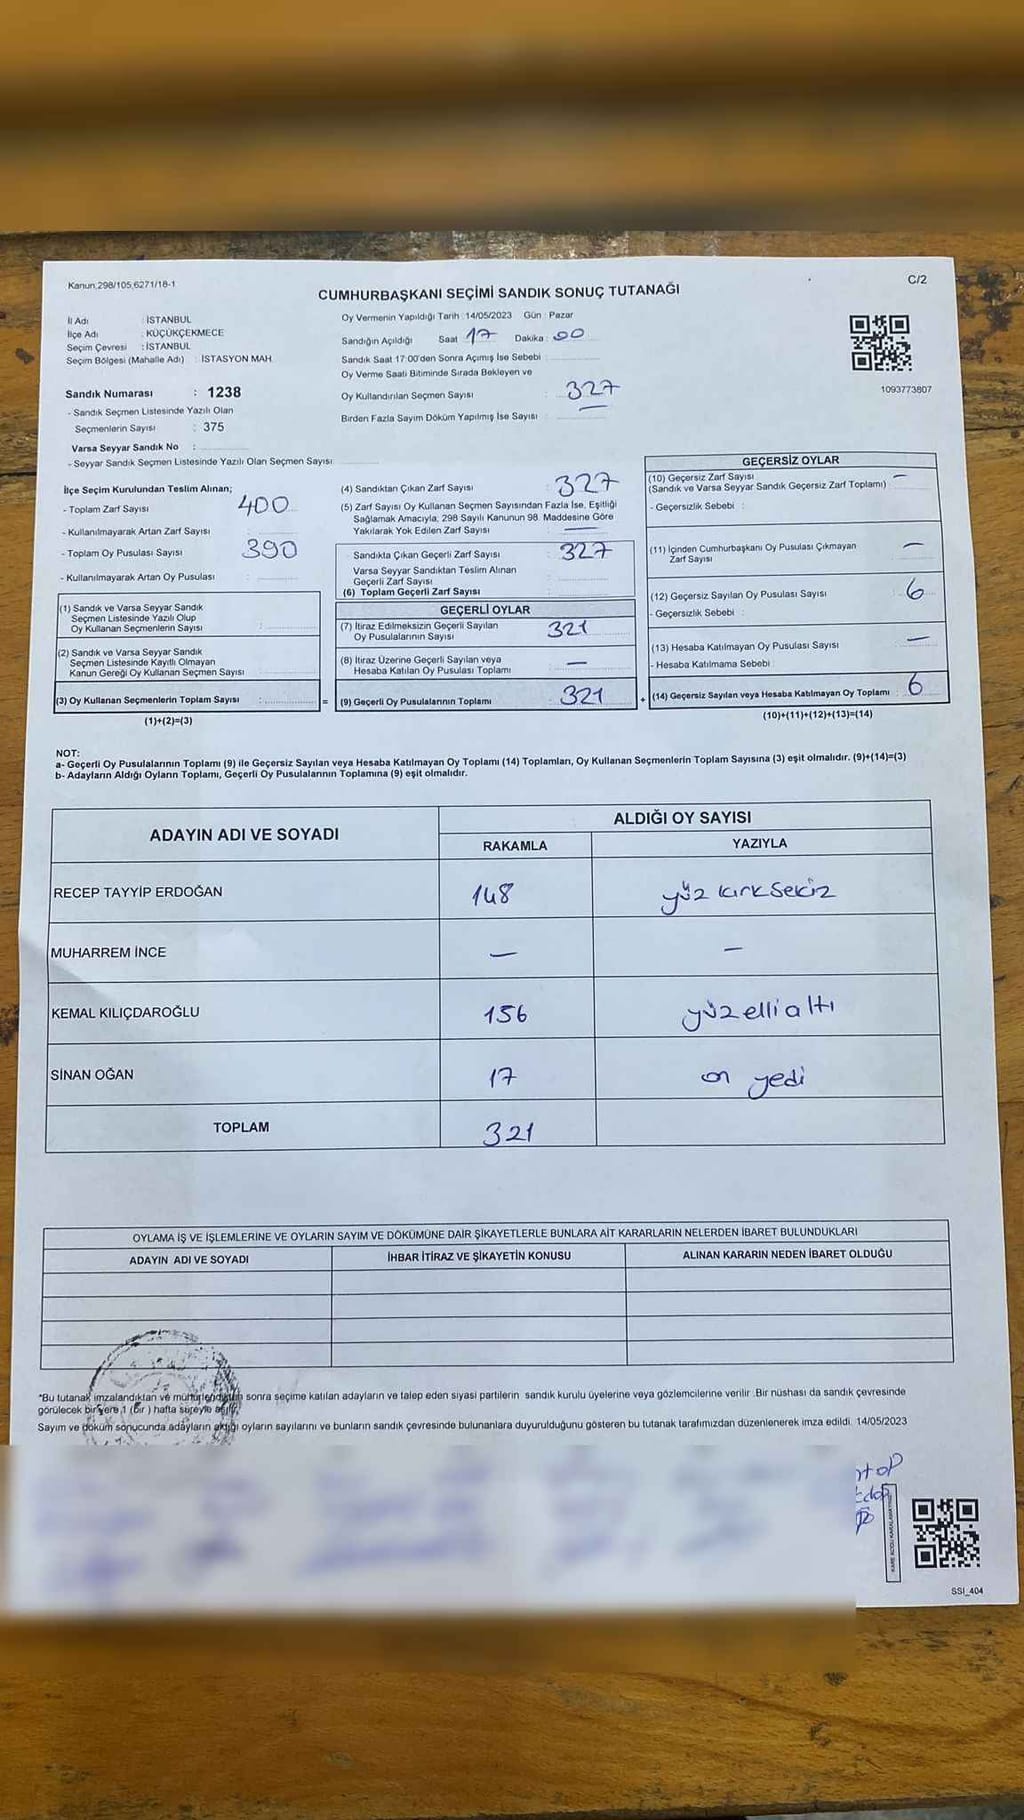 Kanun;298/105,6271/18-1
C/2
CUMHURBAŞKANI SEÇİMİ SANDIK SONUÇ TUTANAĞI
İl Adı : İSTANBUL
İlçe Adı : KÜÇÜKÇEKMECE
Seçim Çevresi : İSTANBUL
Seçim Bölgesi (Mahalle Adı) : İSTASYON MAH.
Oy Vermenin Yapıldığı Tarih : 14/05/2023 Gün : Pazar
Sandığın Açıldığı Saat 17 Dakika : 00
Sandık Saat 17:00'den Sonra Açımış İse Sebebi :
Oy Verme Saati Bitiminde Sırada Bekleyen ve
Oy Kullandırılan Seçmen Sayısı : 327
Birden Fazla Sayım Döküm Yapılmış İse Sayısı : —
1093773807
Sandık Numarası : 1238
- Sandık Seçmen Listesinde Yazılı Olan
Seçmenlerin Sayısı : 375
Varsa Seyyar Sandık No :
- Seyyar Sandık Seçmen Listesinde Yazılı Olan Seçmen Sayısı
İlçe Seçim Kurulundan Teslim Alınan;
- Toplam Zarf Sayısı : 400
- Kullanılmayarak Artan Zarf Sayısı
- Toplam Oy Pusulası Sayısı : 390
- Kullanılmayarak Artan Oy Pusulası :
(1) Sandık ve Varsa Seyyar Sandık
Seçmen Listesinde Yazılı Olup
Oy Kullanan Seçmenlerin Sayısı :
(2) Sandık ve Varsa Seyyar Sandık
Seçmen Listesinde Kayıtlı Olmayan
Kanun Gereği Oy Kullanan Seçmen Sayısı :
(3) Oy Kullanan Seçmenlerin Toplam Sayısı :
(1)+(2)=(3)
(4) Sandıktan Çıkan Zarf Sayısı : 327
(5) Zarf Sayısı Oy Kullanan Seçmen Sayısından Fazla İse, Eşitliği
Sağlamak Amacıyla, 298 Sayılı Kanunun 98. Maddesine Göre
Yakılarak Yok Edilen Zarf Sayısı : —
Sandıkta Çıkan Geçerli Zarf Sayısı : 327
Varsa Seyyar Sandıktan Teslim Alınan
Geçerli Zarf Sayısı :
(6) Toplam Geçerli Zarf Sayısı :
GEÇERLİ OYLAR
(7) İtiraz Edilmeksizin Geçerli Sayılan
Oy Pusulalarının Sayısı : 321
(8) İtiraz Üzerine Geçerli Sayılan veya
Hesaba Katılan Oy Pusulası Toplamı : —
= (9) Geçerli Oy Pusulalarının Toplamı : 321
GEÇERSİZ OYLAR
(10) Geçersiz Zarf Sayısı : —
(Sandık ve Varsa Seyyar Sandık Geçersiz Zarf Toplamı)
- Geçersizlik Sebebi :
(11) İçinden Cumhurbaşkanı Oy Pusulası Çıkmayan
Zarf Sayısı : —
(12) Geçersiz Sayılan Oy Pusulası Sayısı : 6
- Geçersizlik Sebebi :
(13) Hesaba Katılmayan Oy Pusulası Sayısı : —
- Hesaba Katılmama Sebebi :
+ (14) Geçersiz Sayılan veya Hesaba Katılmayan Oy Toplamı : 6
(10)+(11)+(12)+(13)=(14)
NOT:
a- Geçerli Oy Pusulalarının Toplamı (9) ile Geçersiz Sayılan veya Hesaba Katılmayan Oy Toplamı (14) Toplamları, Oy Kullanan Seçmenlerin Toplam Sayısına (3) eşit olmalıdır. (9)+(14)=(3)
b- Adayların Aldığı Oyların Toplamı, Geçerli Oy Pusulalarının Toplamına (9) eşit olmalıdır.
ADAYIN ADI VE SOYADI
ALDIĞI OY SAYISI
RAKAMLA YAZIYLA
RECEP TAYYİP ERDOĞAN 148 yüz kırk sekiz
MUHARREM İNCE — —
KEMAL KILIÇDAROĞLU 156 yüz elli altı
SİNAN OĞAN 17 on yedi
TOPLAM 321
OYLAMA İŞ VE İŞLEMLERİNE VE OYLARIN SAYIM VE DÖKÜMÜNE DAİR ŞİKAYETLERLE BUNLARA AİT KARARLARIN NELERDEN İBARET BULUNDUKLARI
ADAYIN ADI VE SOYADI İHBAR İTİRAZ VE ŞİKAYETİN KONUSU ALINAN KARARIN NEDEN İBARET OLDUĞU
*Bu tutanak imzalandıktan ve mühürlendikten sonra seçime katılan adayların ve talep eden siyasi partilerin sandık kurulu üyelerine veya gözlemcilerine verilir .Bir nüshası da sandık çevresinde
görülecek bir yere 1 (bir ) hafta süreyle asılır.
Sayım ve döküm sonucunda adayların aldığı oyların sayılarını ve bunların sandık çevresinde bulunanlara duyurulduğunu gösteren bu tutanak tarafımızdan düzenlenerek imza edildi. 14/05/2023
SSI_404